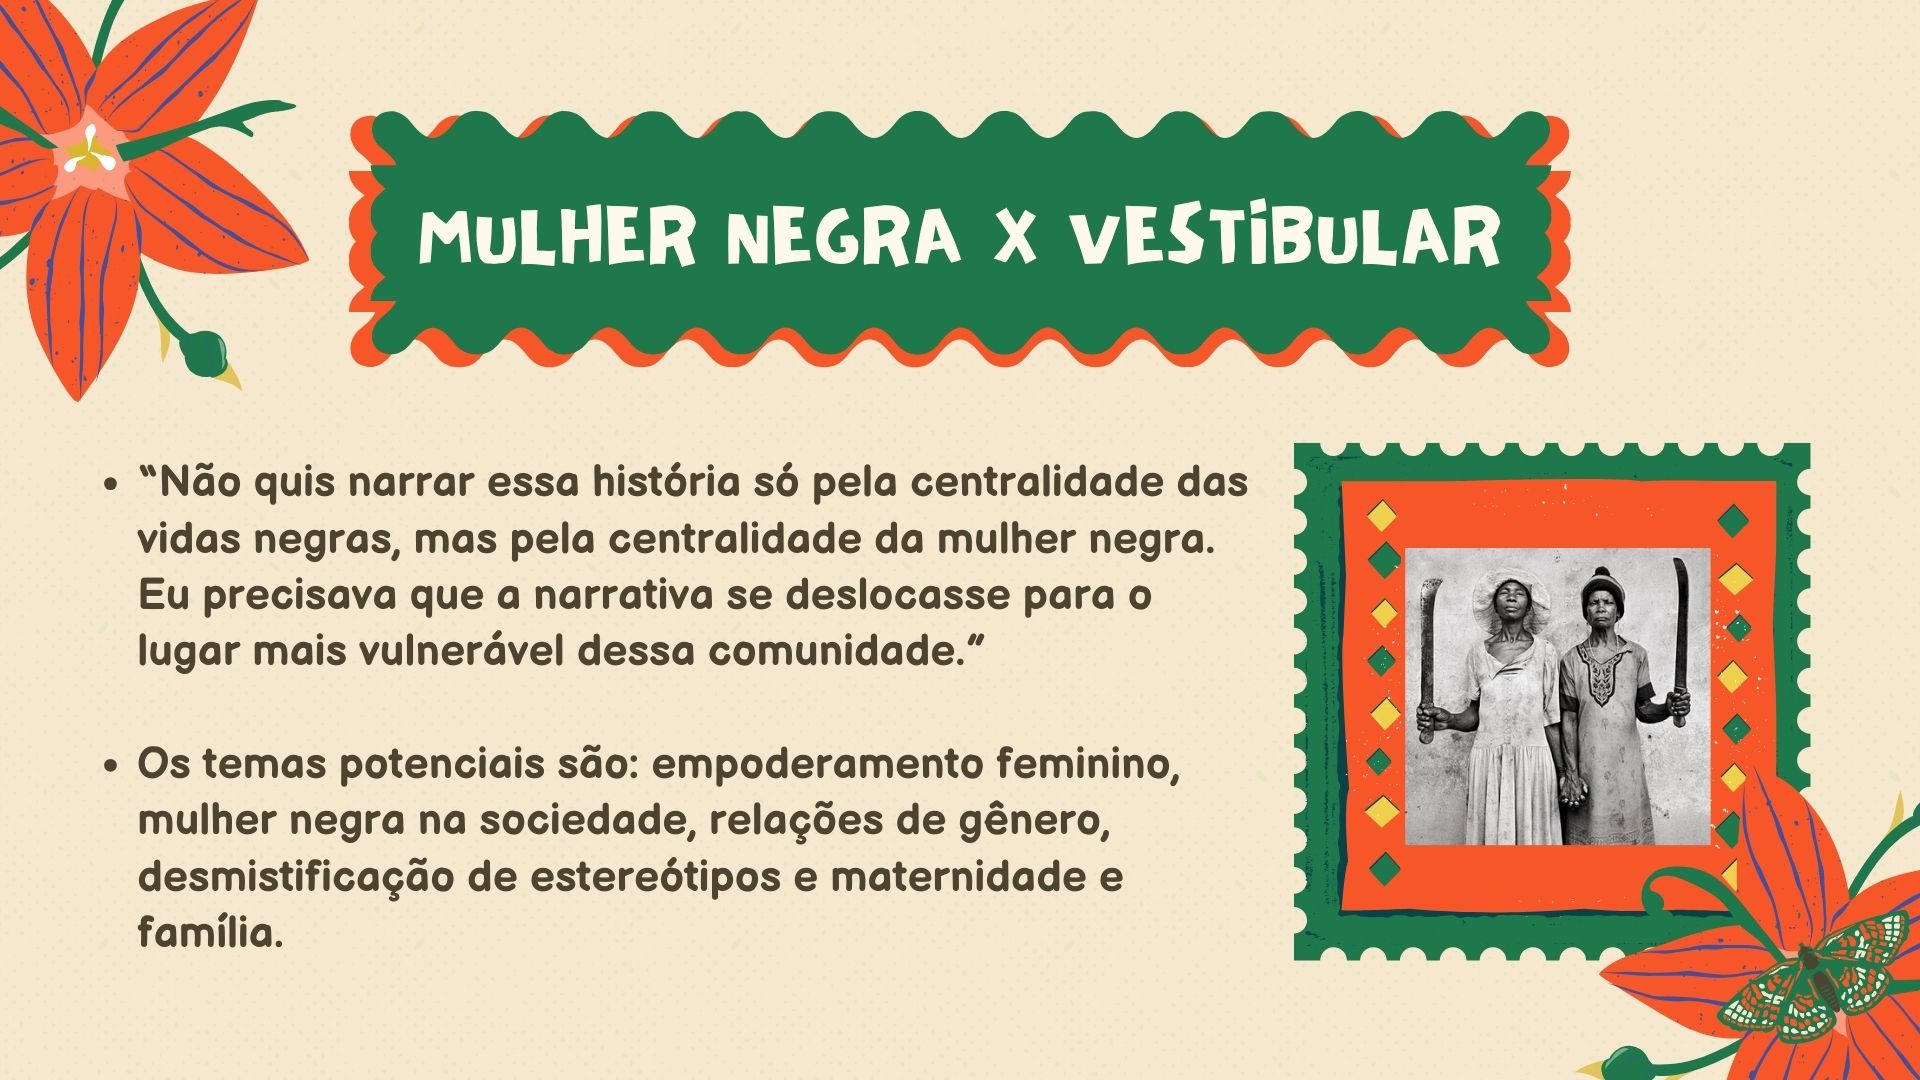 MULHER NEGRA X VESTIBULAR
• “Não quis narrar essa história só pela centralidade das
vidas negras, mas pela centralidade da mulher negra.
Eu precisava que a narrativa se deslocasse para o
lugar mais vulnerável dessa comunidade.”
• Os temas potenciais são: empoderamento feminino,
mulher negra na sociedade, relações de gênero,
desmistificação de estereótipos e maternidade e
família.